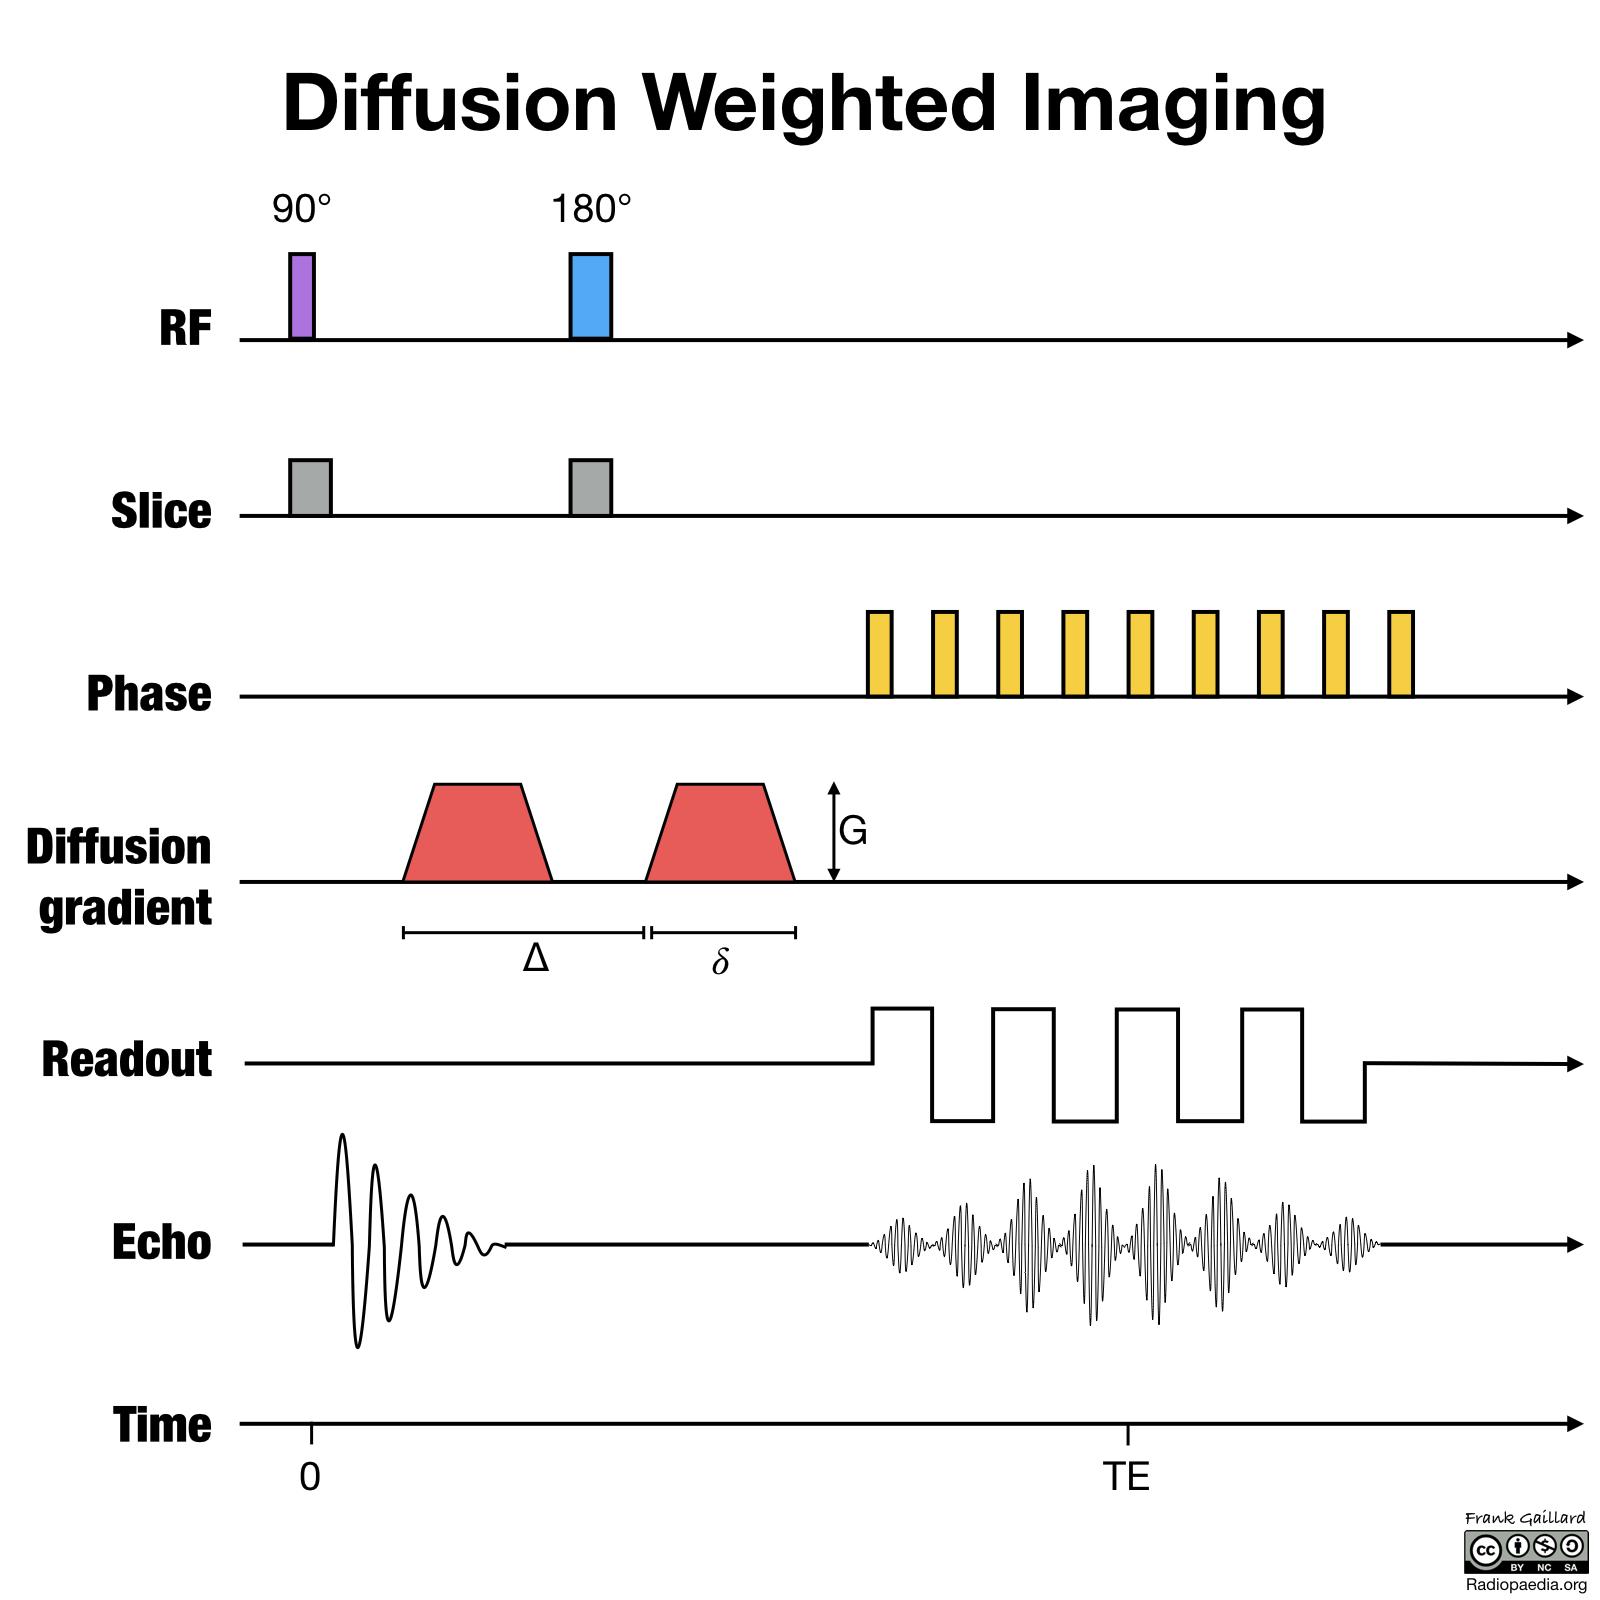 Diffusion Weighted Imaging
90° 180°
RF
Slice
Phase
Diffusion
gradient
G
Δ δ
Readout
Echo
Time
0 TE
Frank Gaillard
cc
BY NC SA
Radiopaedia.org